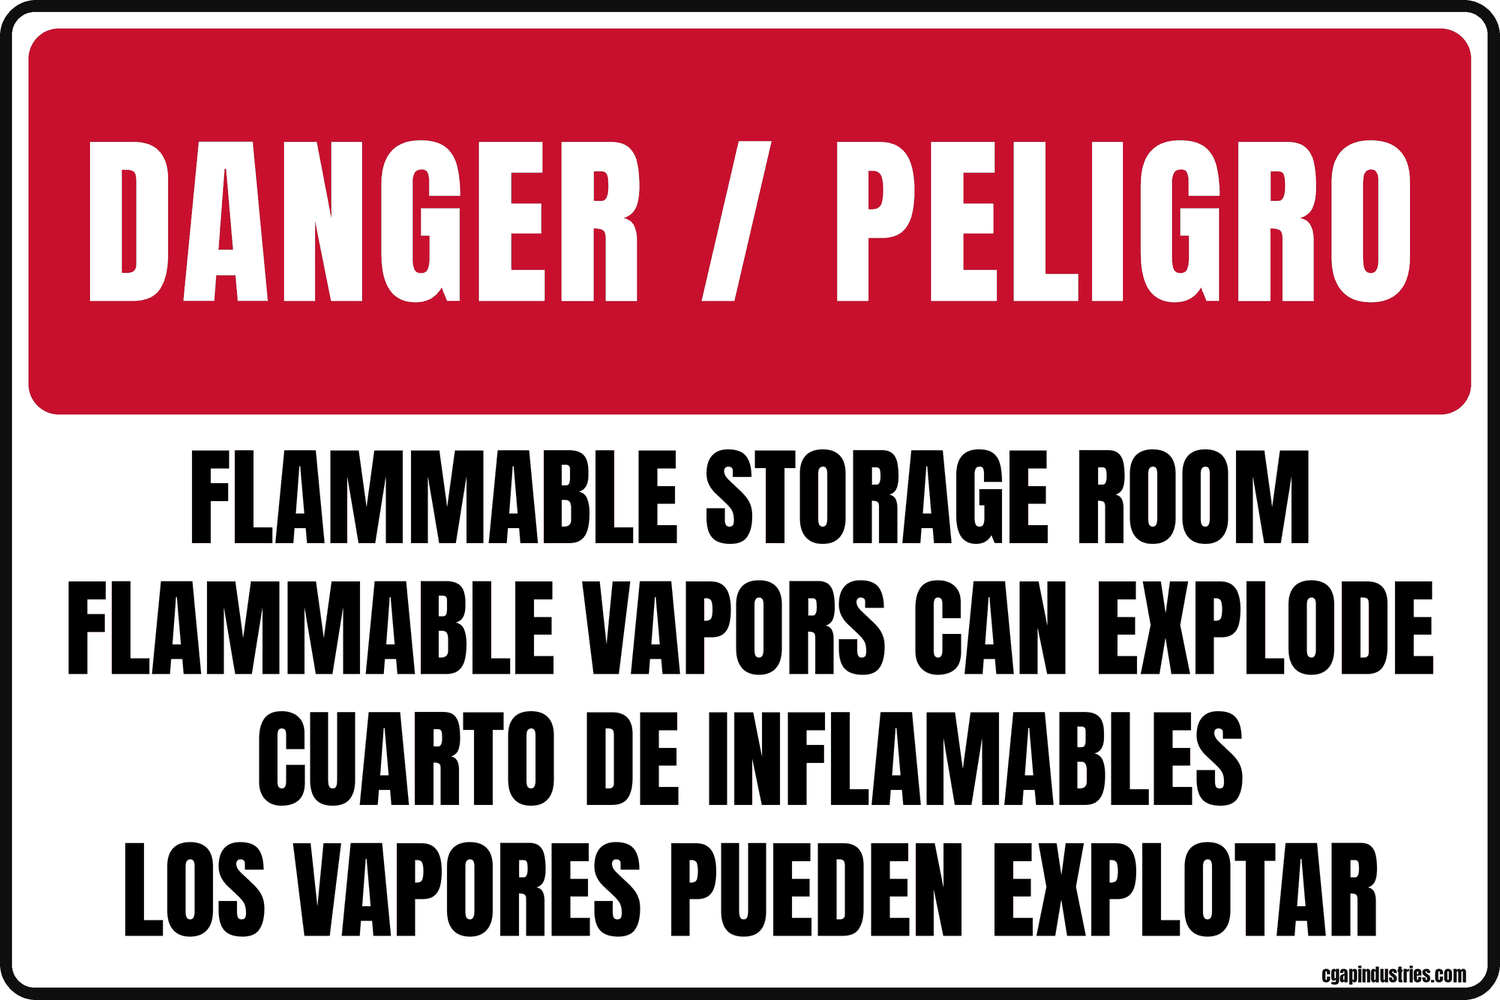 DANGER / PELIGRO
FLAMMABLE STORAGE ROOM
FLAMMABLE VAPORS CAN EXPLODE
CUARTO DE INFLAMABLES
LOS VAPORES PUEDEN EXPLOTAR
cgapindustries.com